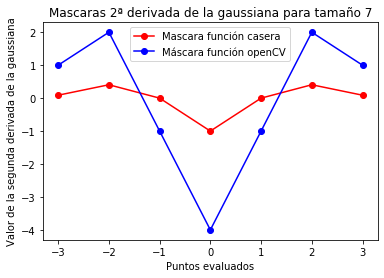 Mascaras 2ª derivada de la gaussiana para tamaño 7
Valor de la segunda derivada de la gaussiana
2
1
0
−1
−2
−3
−4
Mascara función casera
Máscara función openCV
−3 −2 −1 0 1 2 3
Puntos evaluados